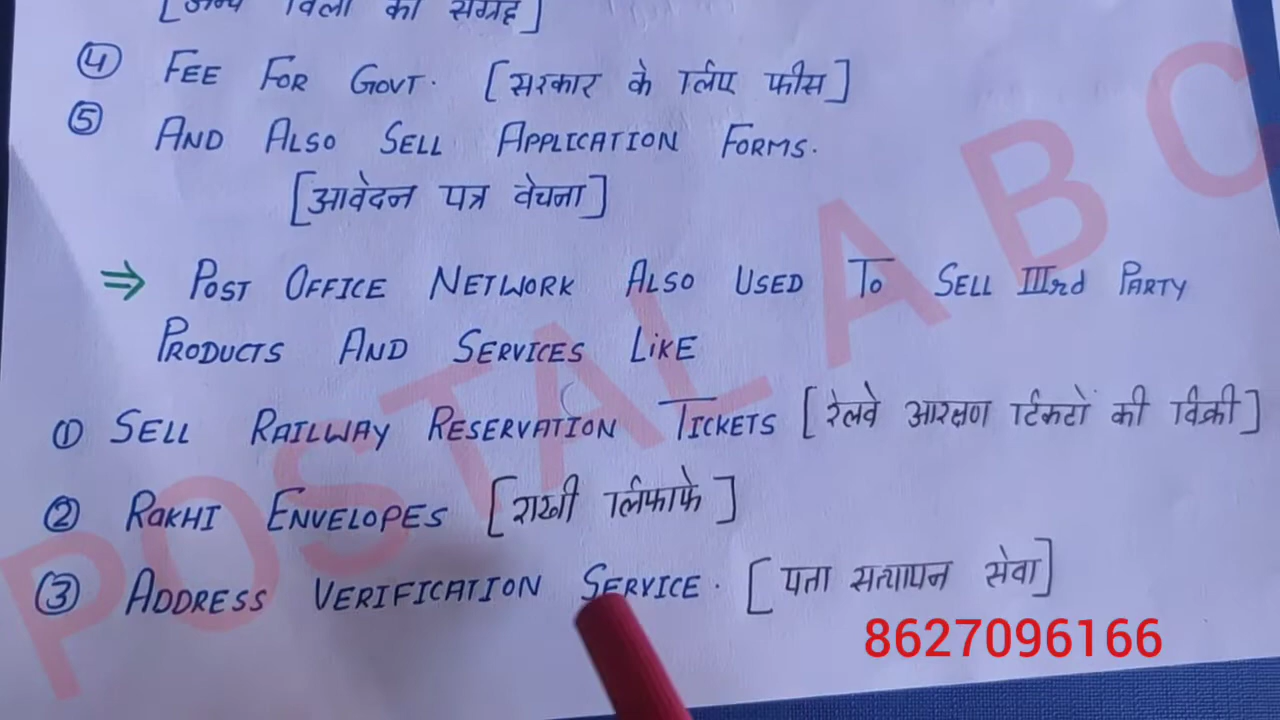 [अन्य बिलों का संग्रह]
④ FEE FOR GOVT. [सरकार के लिए फीस]
⑤ AND ALSO SELL APPLICATION FORMS.
[आवेदन पत्र बेचना]
⇒ POST OFFICE NETWORK ALSO USED TO SELL IIIrd PARTY
PRODUCTS AND SERVICES LIKE
① SELL RAILWAY RESERVATION TICKETS [रेलवे आरक्षण टिकटों की बिक्री]
② RAKHI ENVELOPES [राखी लिफाफे]
③ ADDRESS VERIFICATION SERVICE. [पता सत्यापन सेवा]
8627096166
POSTAL ABC